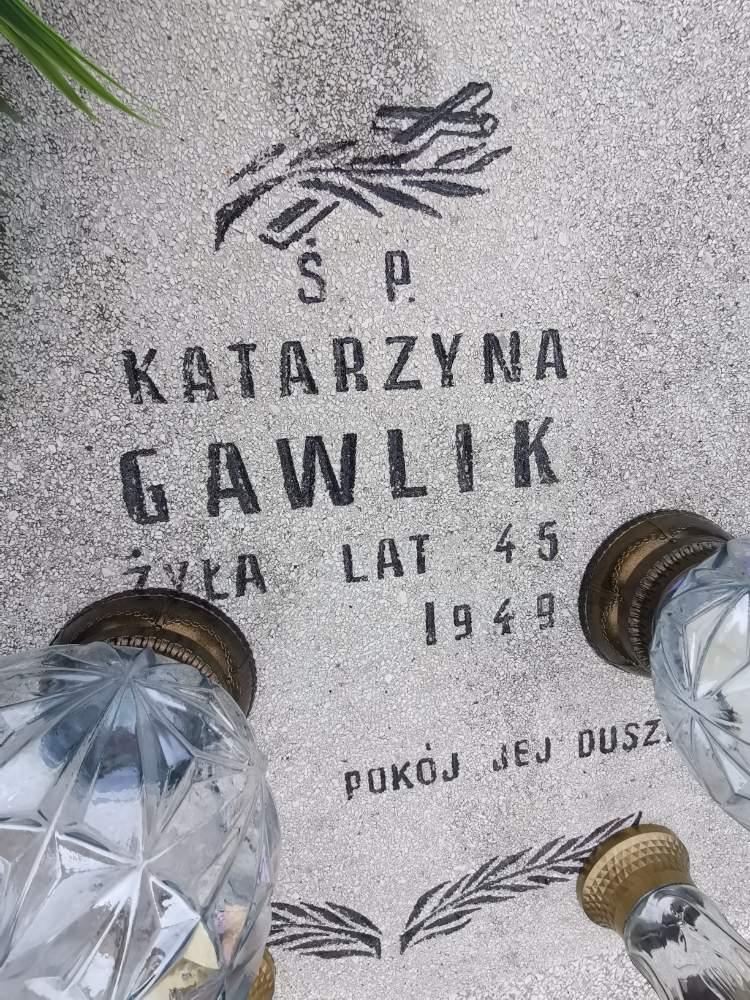 Ś. P.
KATARZYNA
GAWLIK
ŻYŁA LAT 45
1949
POKÓJ JEJ DUSZ